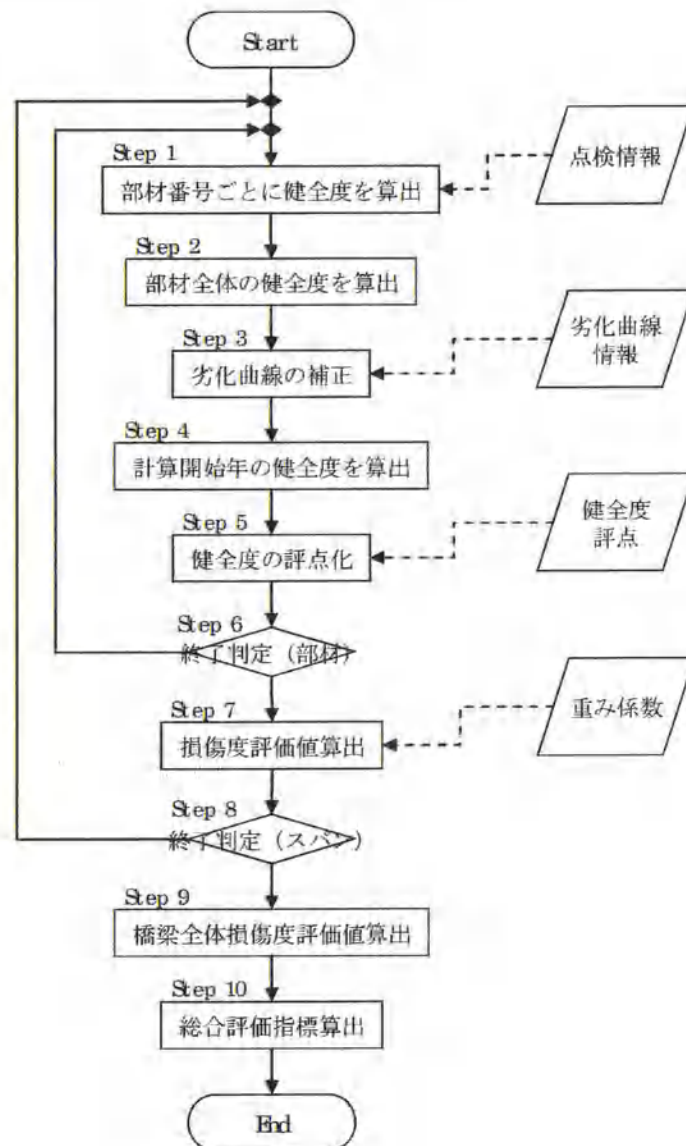 Start
Step 1
部材番号ごとに健全度を算出
点検情報
Step 2
部材全体の健全度を算出
Step 3
劣化曲線の補正
劣化曲線
情報
Step 4
計算開始年の健全度を算出
Step 5
健全度の評点化
健全度
評点
Step 6
終了判定（部材）
Step 7
損傷度評価値算出
重み係数
Step 8
終了判定（スパン）
Step 9
橋梁全体損傷度評価値算出
Step 10
総合評価指標算出
End